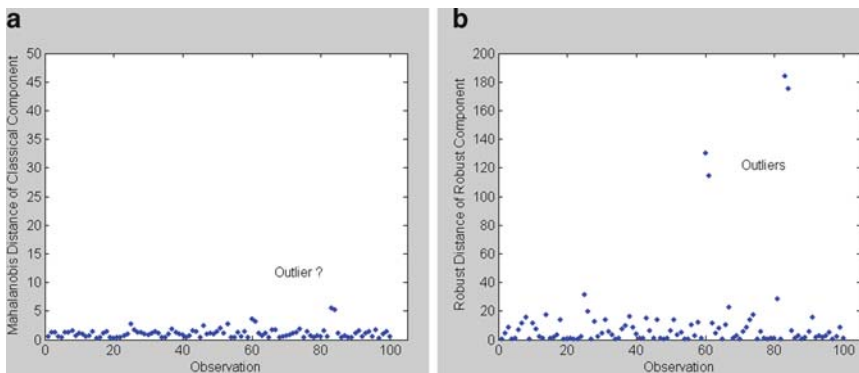 a
50
45
40
35
30
25
20
15
10
5
0
Mahalanobis Distance of Classical Component
Outlier ?
0 20 40 60 80 100
Observation
b
200
180
160
140
120
100
80
60
40
20
0
Robust Distance of Robust Component
Outliers
0 20 40 60 80 100
Observation